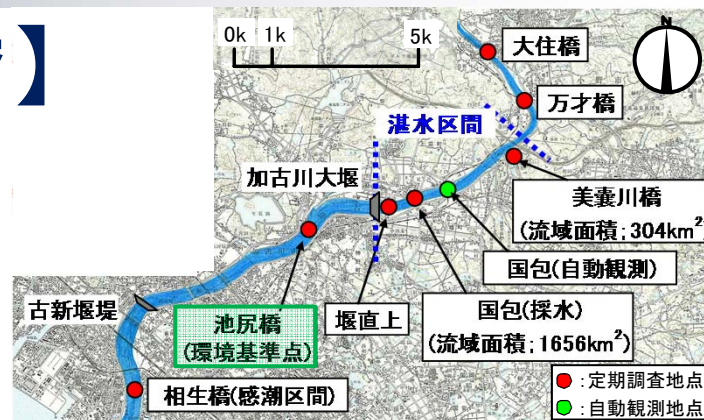 】
0k 1k 5k
N
大住橋
万才橋
湛水区間
加古川大堰
美嚢川橋
(流域面積;304km²)
国包(自動観測)
古新堰堤
池尻橋
(環境基準点)
堰直上
国包(採水)
(流域面積;1656km²)
相生橋(感潮区間)
:定期調査地点
:自動観測地点